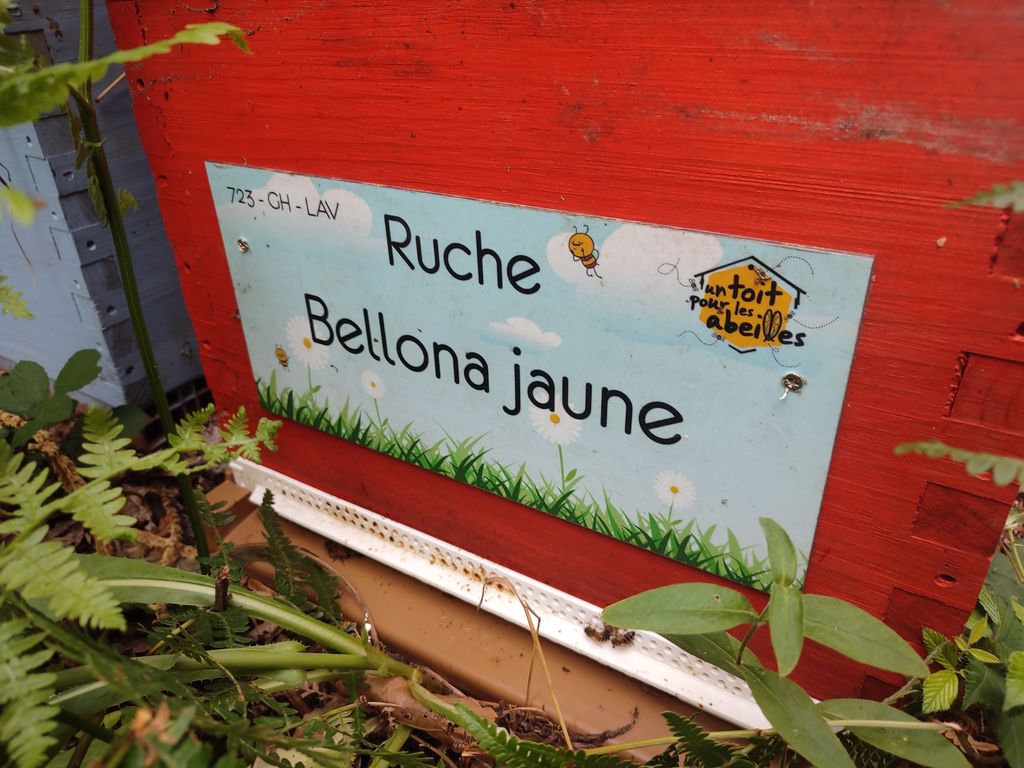 723 - GH - LAV
Ruche
Bellona jaune
un toit
pour les
abeilles